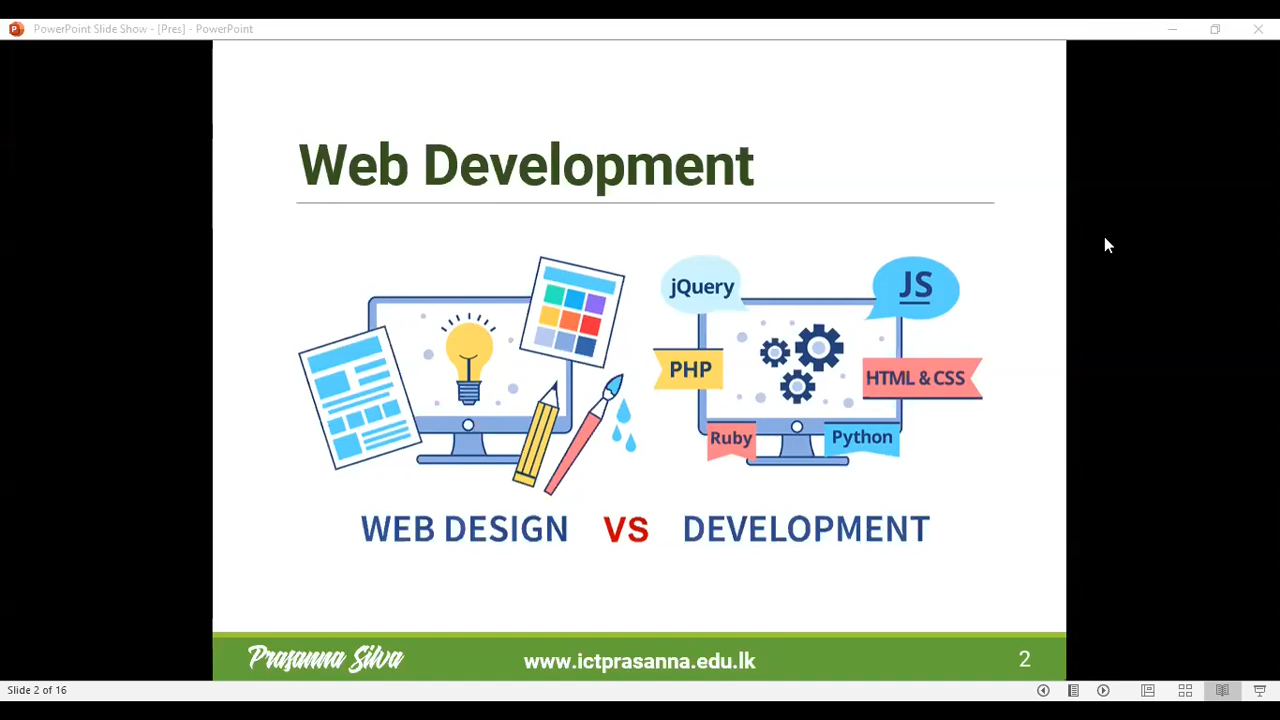 PowerPoint Slide Show - [Pres] - PowerPoint
Web Development
jQuery
JS
PHP
HTML & CSS
Ruby
Python
WEB DESIGN VS DEVELOPMENT
Prasanna Silva
www.ictprasanna.edu.lk
2
Slide 2 of 16